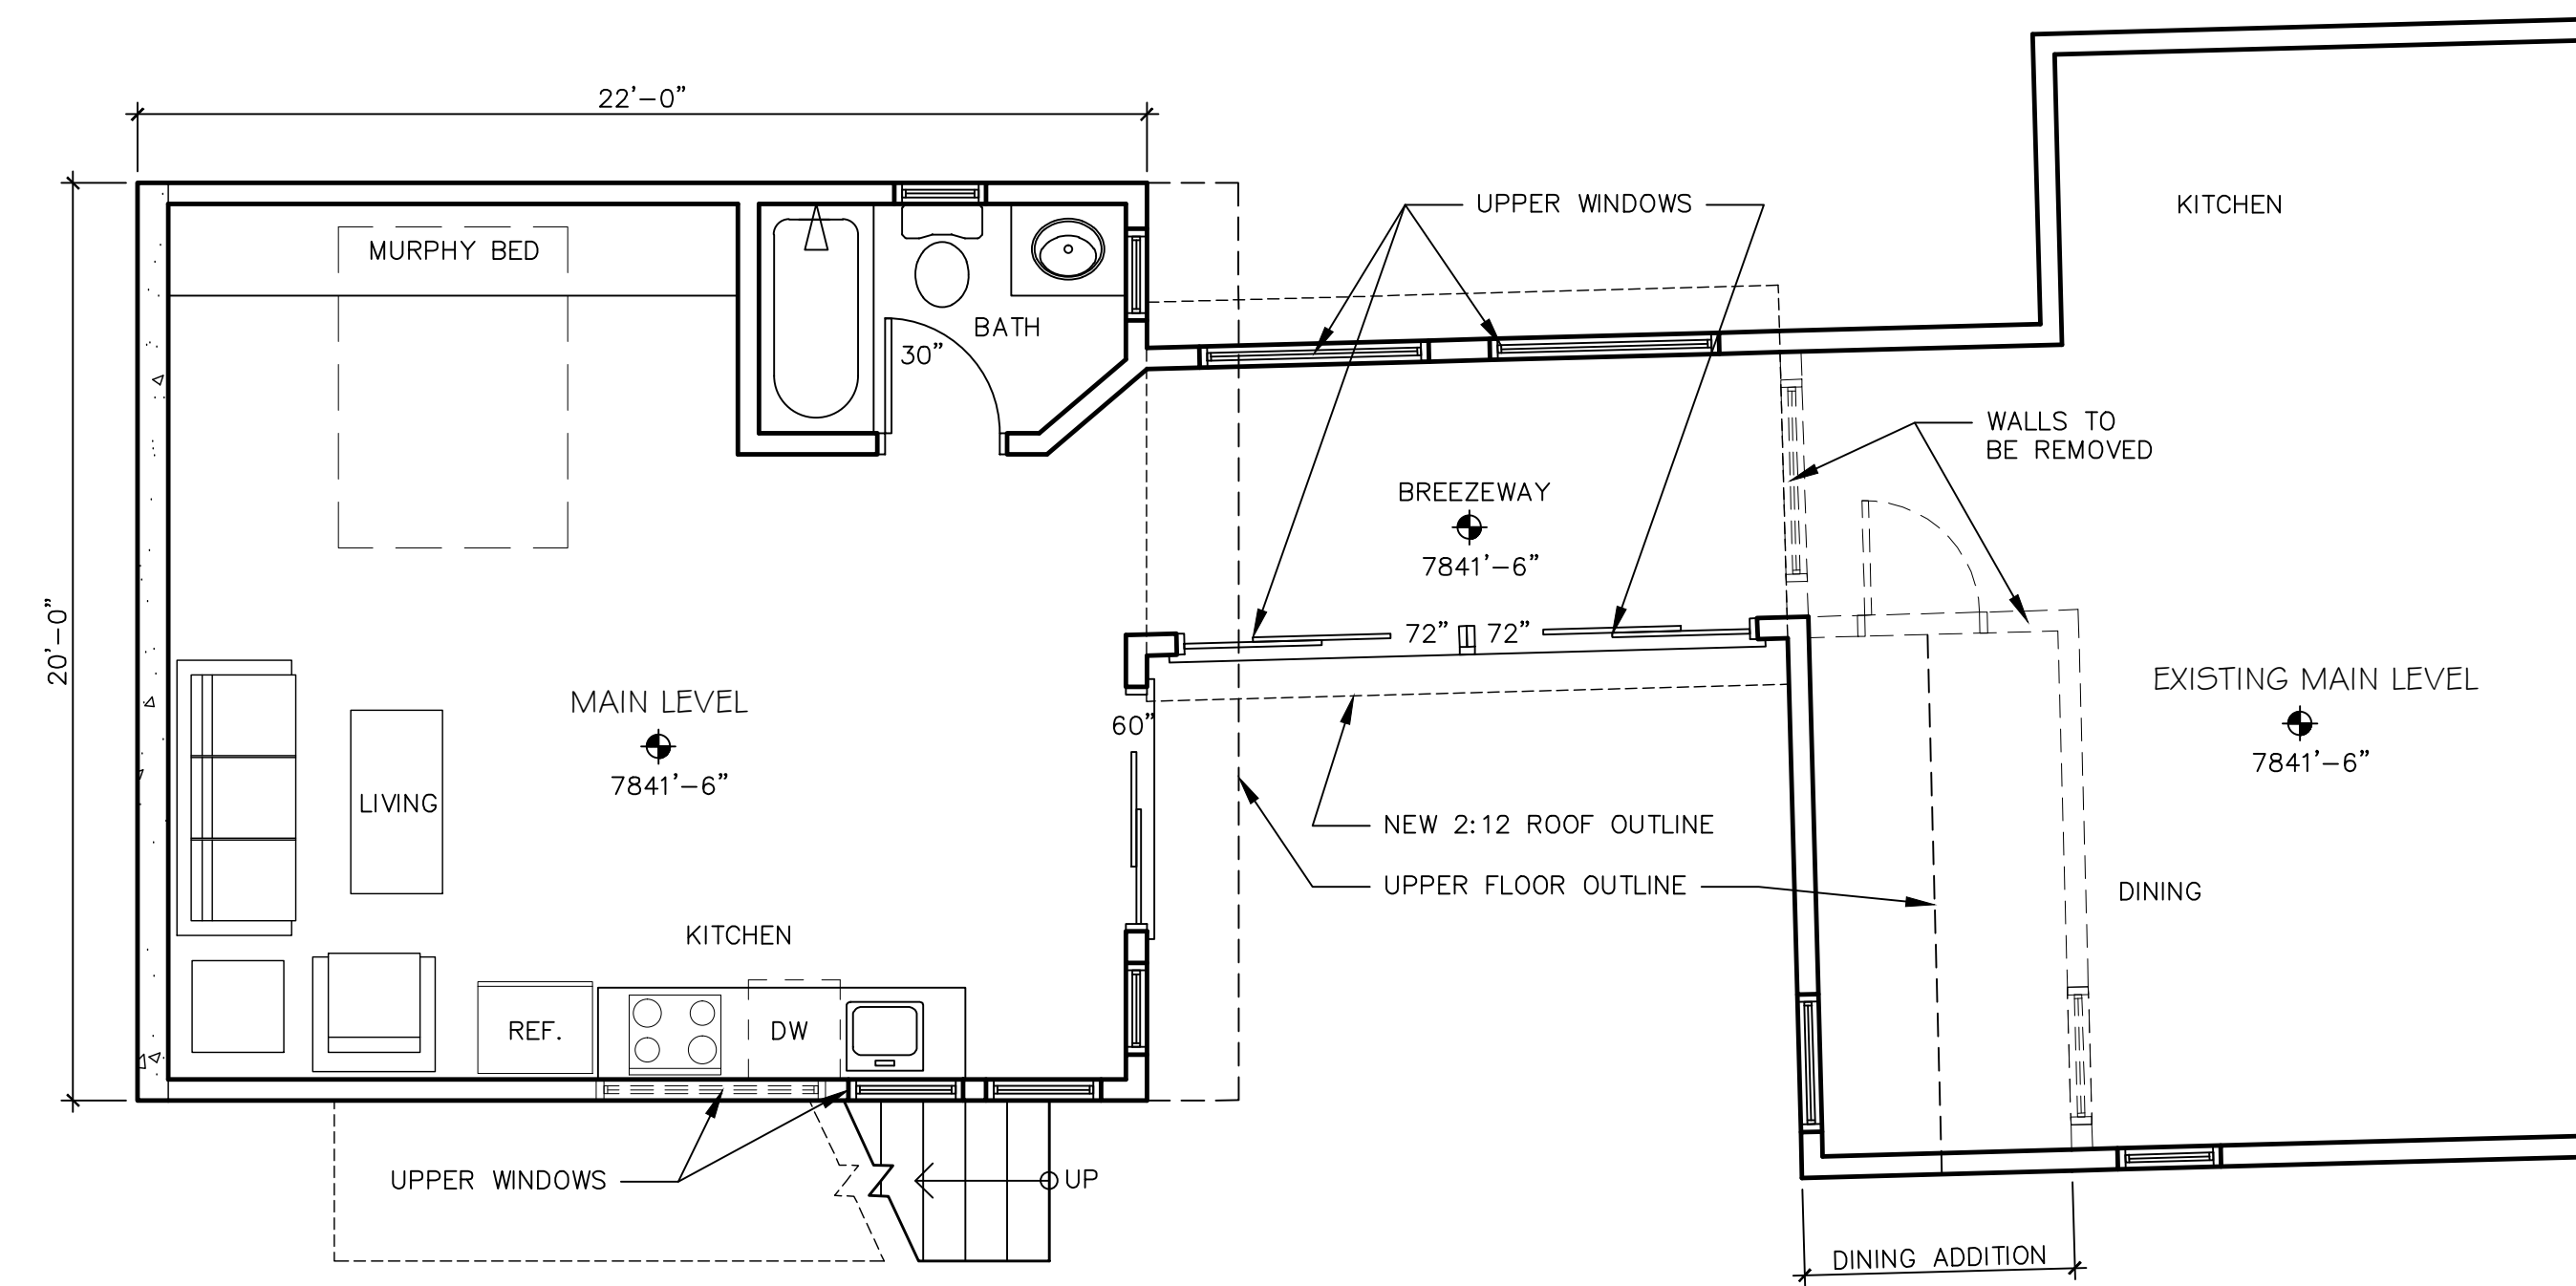 22'-0"
KITCHEN
UPPER WINDOWS
MURPHY BED
BATH
30"
WALLS TO
BE REMOVED
BREEZEWAY
7841'-6"
20'-0"
72" 72"
MAIN LEVEL
7841'-6"
60"
EXISTING MAIN LEVEL
7841'-6"
LIVING
NEW 2:12 ROOF OUTLINE
UPPER FLOOR OUTLINE
DINING
KITCHEN
REF.
DW
UPPER WINDOWS
UP
DINING ADDITION